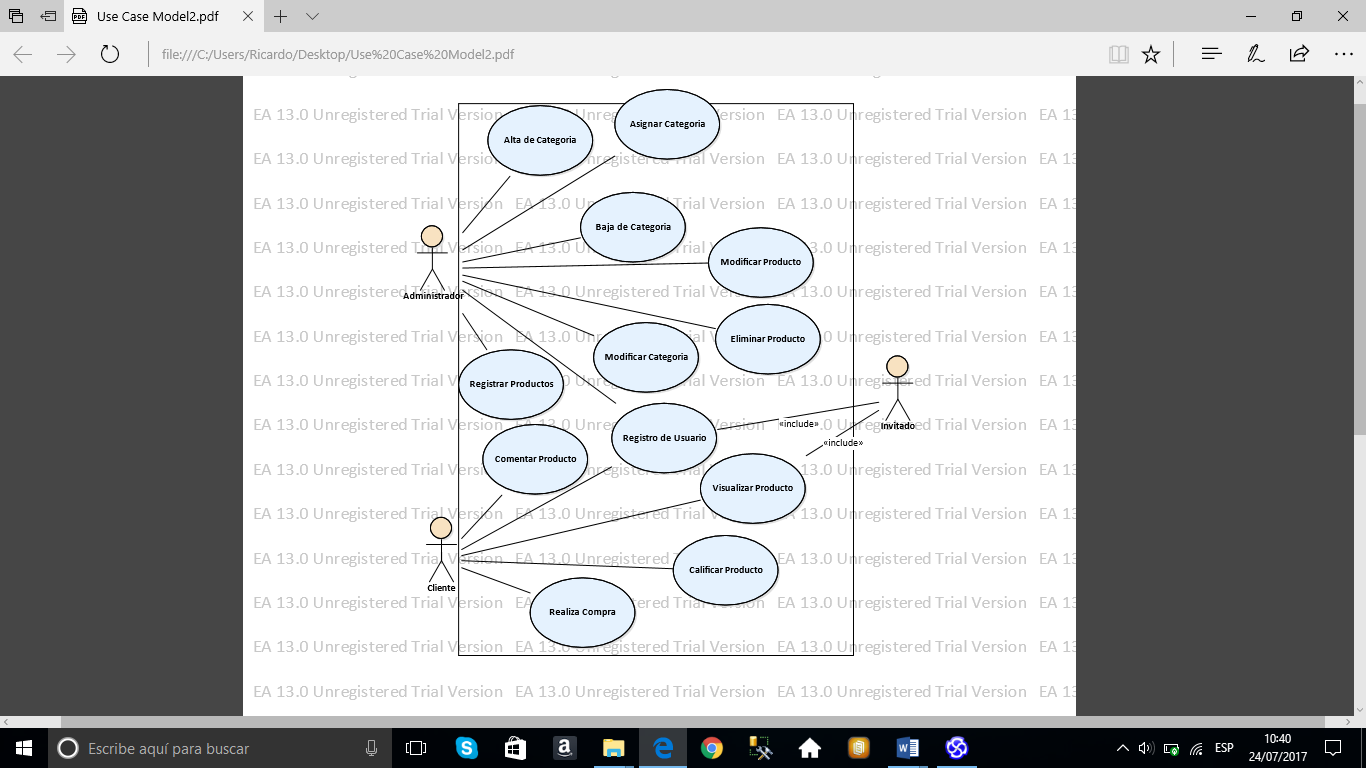 Use Case Model2.pdf
file:///C:/Users/Ricardo/Desktop/Use%20Case%20Model2.pdf
EA 13.0 Unregistered Trial Version
Asignar Categoria
Alta de Categoria
Baja de Categoria
Modificar Producto
Administrador
Eliminar Producto
Modificar Categoria
Registrar Productos
Invitado
«include»
Registro de Usuario
«include»
Comentar Producto
Visualizar Producto
Calificar Producto
Cliente
Realiza Compra
Escribe aquí para buscar
ESP
10:40
24/07/2017